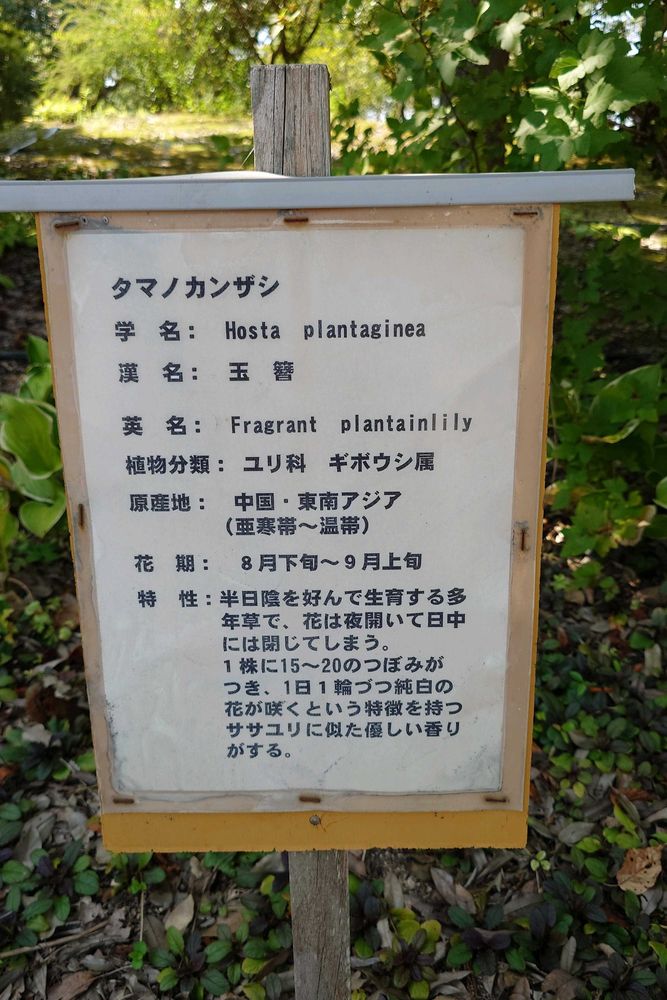 タマノカンザシ
学　名：　Hosta　plantaginea
漢　名：　玉　簪
英　名：　Fragrant　plantainlily
植物分類：　ユリ科　ギボウシ属
原産地：　中国・東南アジア
（亜寒帯～温帯）
花　期：　８月下旬～９月上旬
特　性：半日陰を好んで生育する多
年草で、花は夜開いて日中
には閉じてしまう。
１株に15～20のつぼみが
つき、1日１輪づつ純白の
花が咲くという特徴を持つ
ササユリに似た優しい香り
がする。